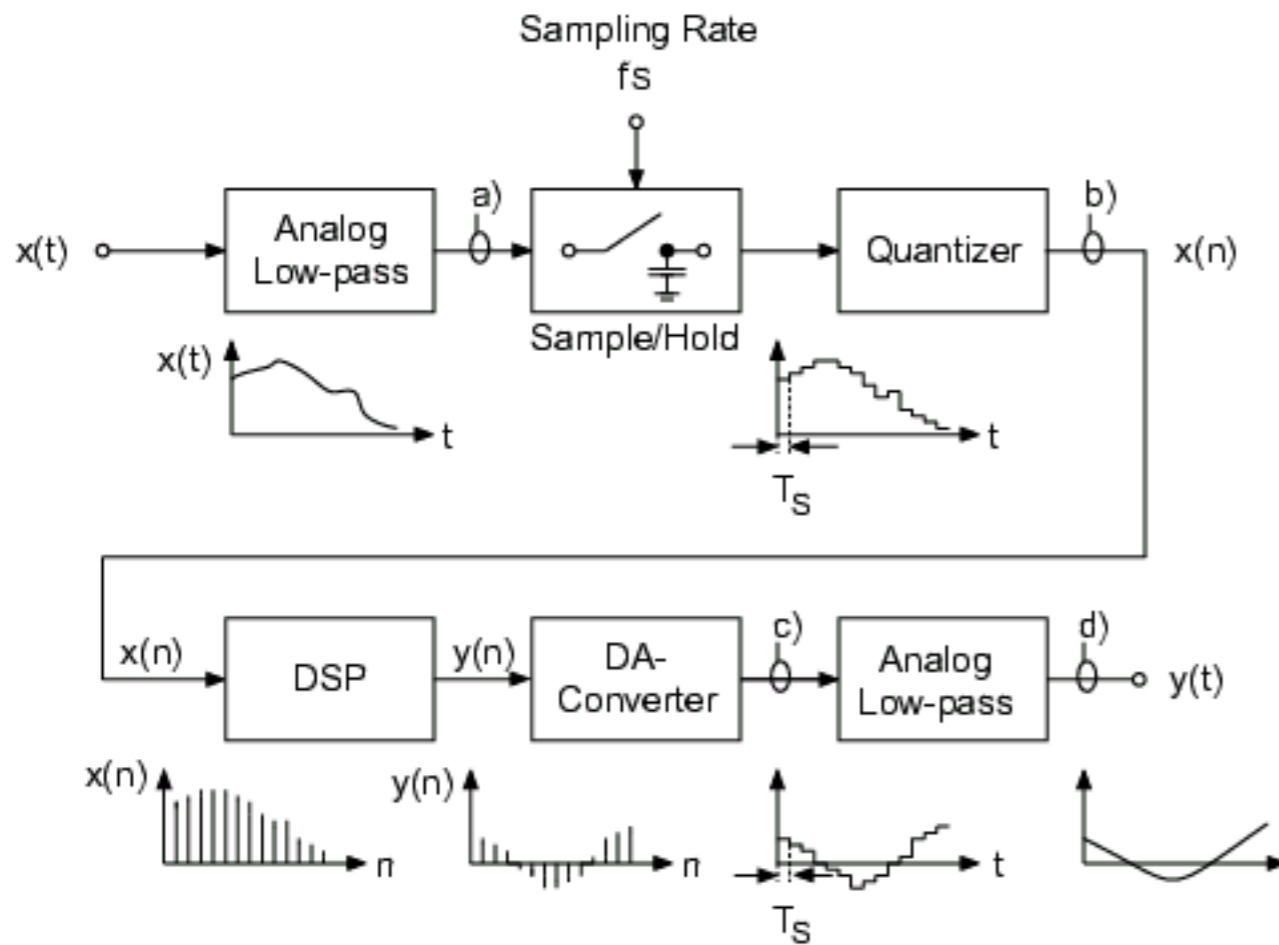 Sampling Rate
fs
a)
b)
x(t)
Analog
Low-pass
Quantizer
x(n)
Sample/Hold
x(t)
t
t
TS
x(n)
DSP
y(n)
DA-
Converter
c)
Analog
Low-pass
d)
y(t)
x(n)
n
y(n)
n
t
TS